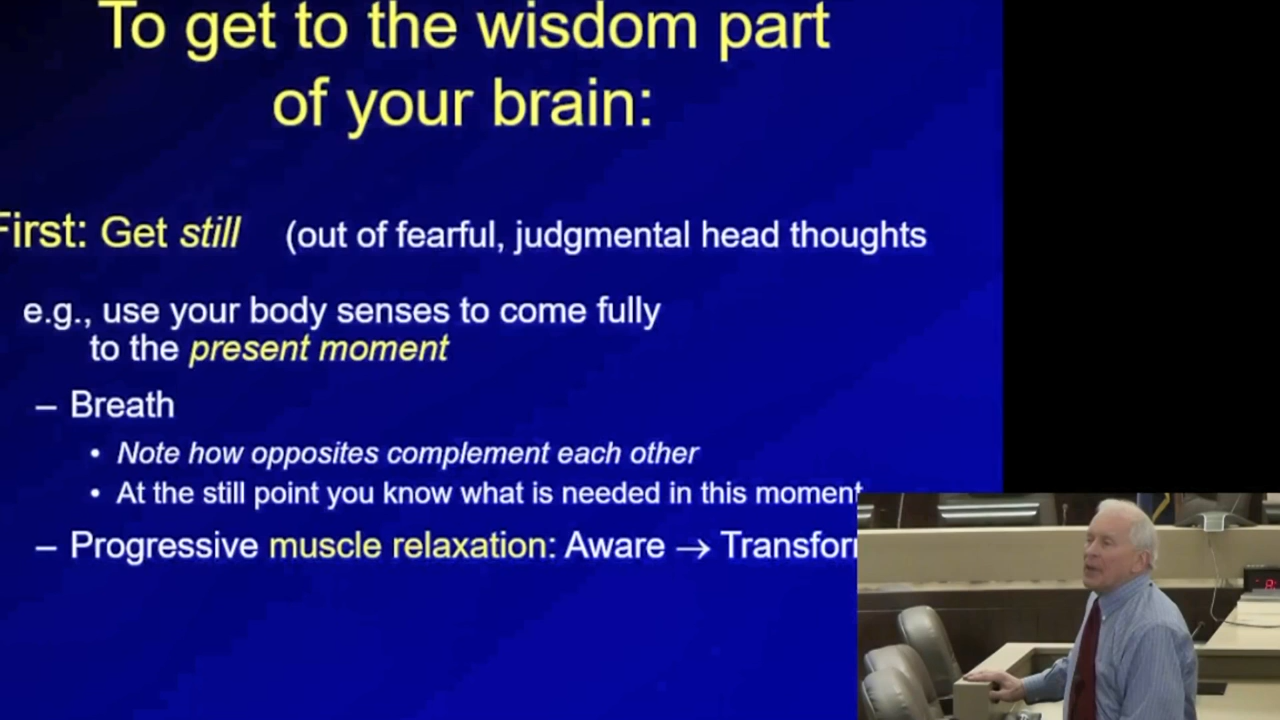 To get to the wisdom part
of your brain:
First: Get still (out of fearful, judgmental head thoughts
e.g., use your body senses to come fully
to the present moment
– Breath
• Note how opposites complement each other
• At the still point you know what is needed in this moment
– Progressive muscle relaxation: Aware → Transfor